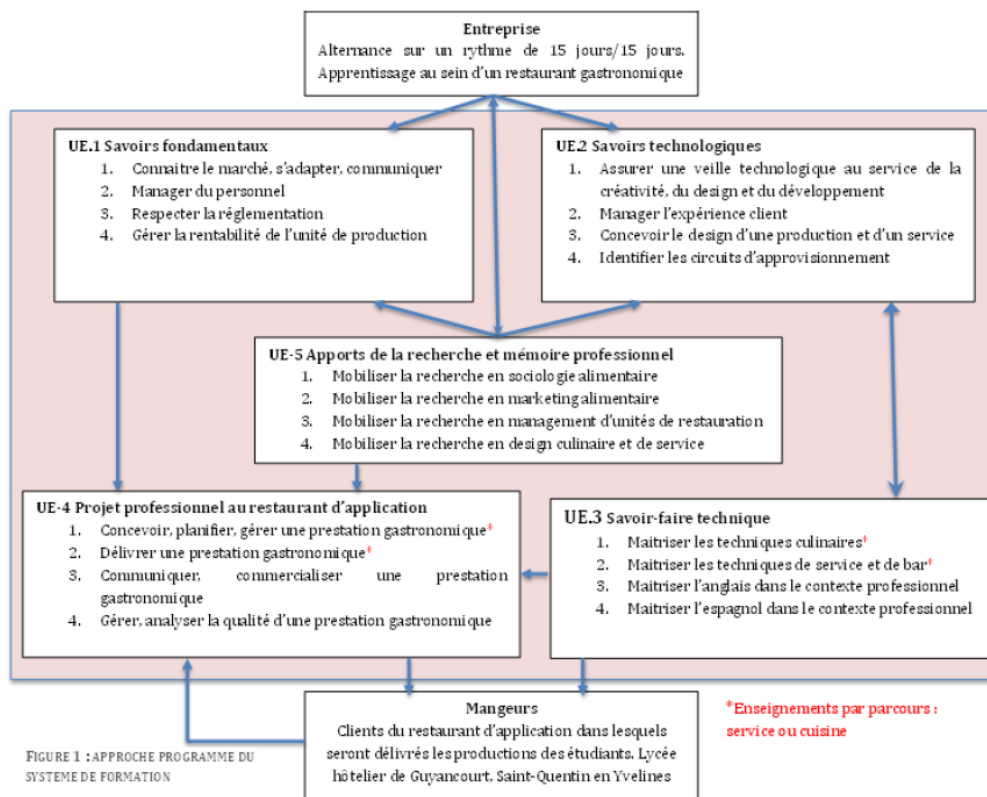 Entreprise
Alternance sur un rythme de 15 jours/15 jours.
Apprentissage au sein d'un restaurant gastronomique
UE.1 Savoirs fondamentaux
1. Connaitre le marché, s'adapter, communiquer
2. Manager du personnel
3. Respecter la réglementation
4. Gérer la rentabilité de l'unité de production
UE.2 Savoirs technologiques
1. Assurer une veille technologique au service de la
créativité, du design et du développement
2. Manager l'expérience client
3. Concevoir le design d'une production et d'un service
4. Identifier les circuits d'approvisionnement
UE-5 Apports de la recherche et mémoire professionnel
1. Mobiliser la recherche en sociologie alimentaire
2. Mobiliser la recherche en marketing alimentaire
3. Mobiliser la recherche en management d'unités de restauration
4. Mobiliser la recherche en design culinaire et de service
UE-4 Projet professionnel au restaurant d'application
1. Concevoir, planifier, gérer une prestation gastronomique*
2. Délivrer une prestation gastronomique*
3. Communiquer, commercialiser une prestation
gastronomique
4. Gérer, analyser la qualité d'une prestation gastronomique
UE.3 Savoir-faire technique
1. Maitriser les techniques culinaires*
2. Maitriser les techniques de service et de bar*
3. Maitriser l'anglais dans le contexte professionnel
4. Maitriser l'espagnol dans le contexte professionnel
Mangeurs
Clients du restaurant d'application dans lesquels
seront délivrés les productions des étudiants. Lycée
hôtelier de Guyancourt, Saint-Quentin en Yvelines
*Enseignements par parcours :
service ou cuisine
FIGURE 1 : APPROCHE PROGRAMME DU
SYSTEME DE FORMATION